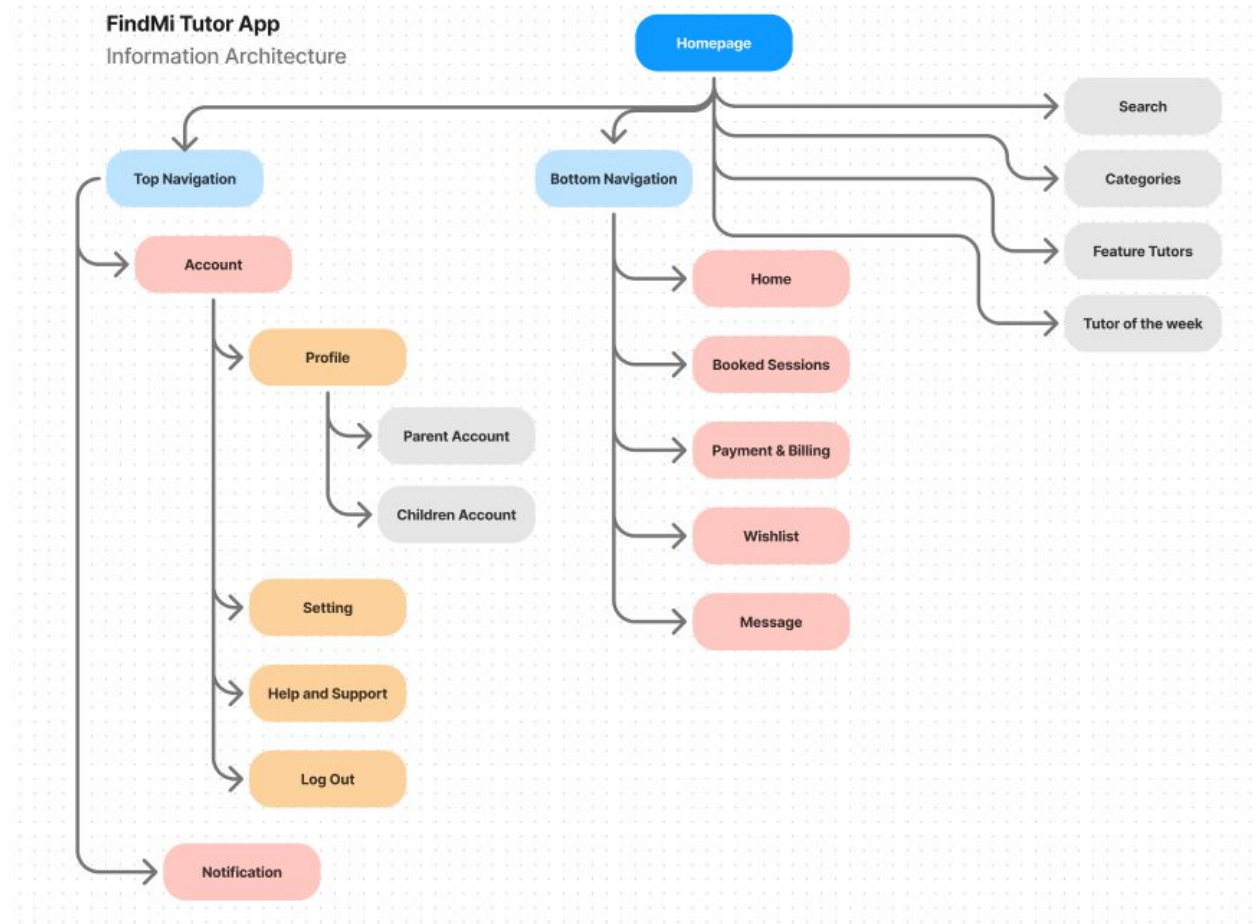 FindMi Tutor App
Information Architecture
Homepage
Search
Top Navigation
Bottom Navigation
Categories
Account
Feature Tutors
Home
Tutor of the week
Profile
Booked Sessions
Parent Account
Payment & Billing
Children Account
Wishlist
Setting
Message
Help and Support
Log Out
Notification